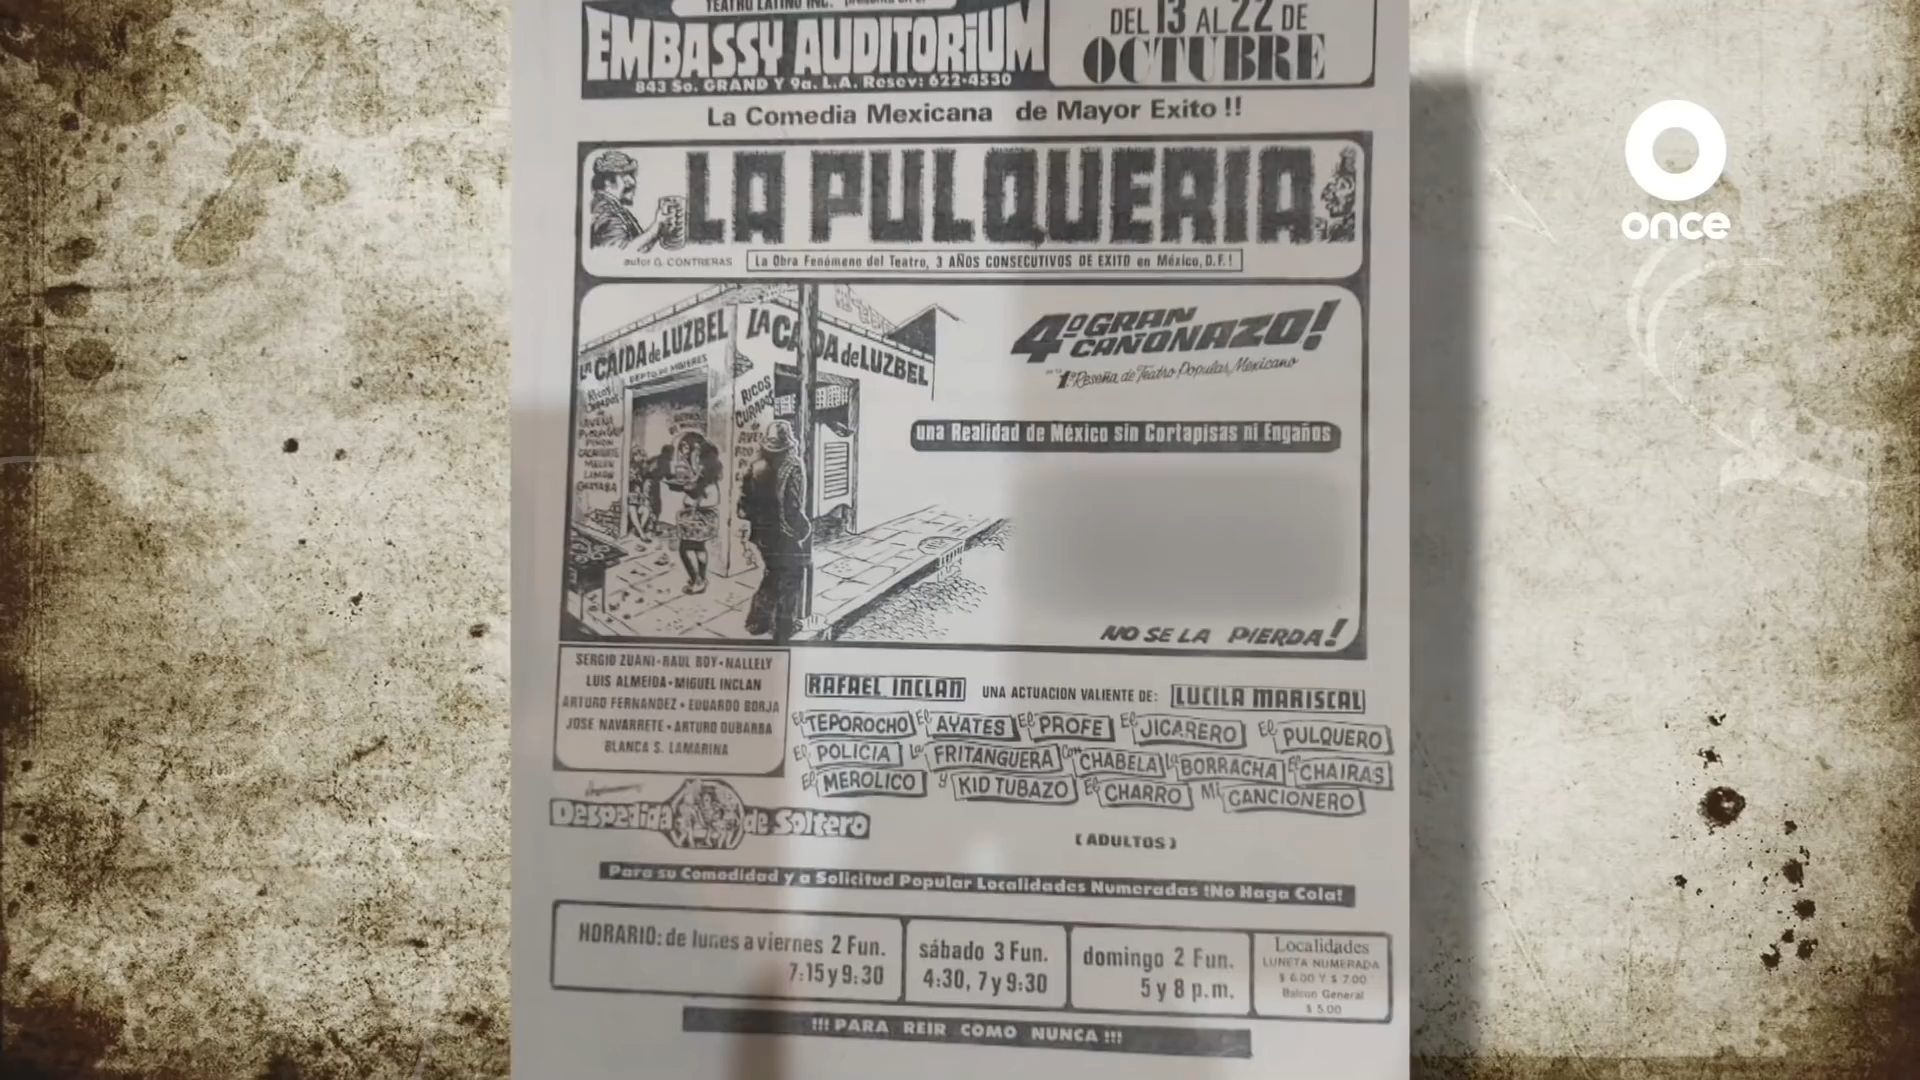 TEATRO LATINO INC.
EMBASSY AUDITORIUM
843 So. GRAND Y 9a. L.A. Resev: 622-4530
DEL 13 AL 22 DE
OCTUBRE
La Comedia Mexicana de Mayor Exito !!
LA PULQUERIA
autor G. CONTRERAS
La Obra Fenómeno del Teatro, 3 AÑOS CONSECUTIVOS DE EXITO en México, D.F.!
LA CAIDA de LUZBEL
DEPTO. DE MUJERES
LA CAIDA de LUZBEL
RICOS
CURADOS
4º GRAN
CAÑONAZO!
1ª Reseña de Teatro Popular Mexicano
una Realidad de México sin Cortapisas ni Engaños
NO SE LA PIERDA!
SERGIO ZUANI • RAUL BOY • NALLELY
LUIS ALMEIDA • MIGUEL INCLAN
ARTURO FERNANDEZ • EDUARDO BORJA
JOSE NAVARRETE • ARTURO DUBARBA
BLANCA S. LAMARINA
RAFAEL INCLAN UNA ACTUACION VALIENTE DE: LUCILA MARISCAL
El TEPOROCHO El AYATES El PROFE El JICARERO El PULQUERO
El POLICIA La FRITANGUERA Con CHABELA La BORRACHA El CHAIRAS
El MEROLICO Y KID TUBAZO El CHARRO Mi CANCIONERO
Despedida de Soltero
( ADULTOS )
Para su Comodidad y a Solicitud Popular Localidades Numeradas !No Haga Cola!
HORARIO: de lunes a viernes 2 Fun.
7:15 y 9:30
sábado 3 Fun.
4:30, 7 y 9:30
domingo 2 Fun.
5 y 8 p.m.
Localidades
LUNETA NUMERADA
$ 6.00 Y $ 7.00
Balcon General
$ 5.00
!!! PARA REIR COMO NUNCA !!!
once